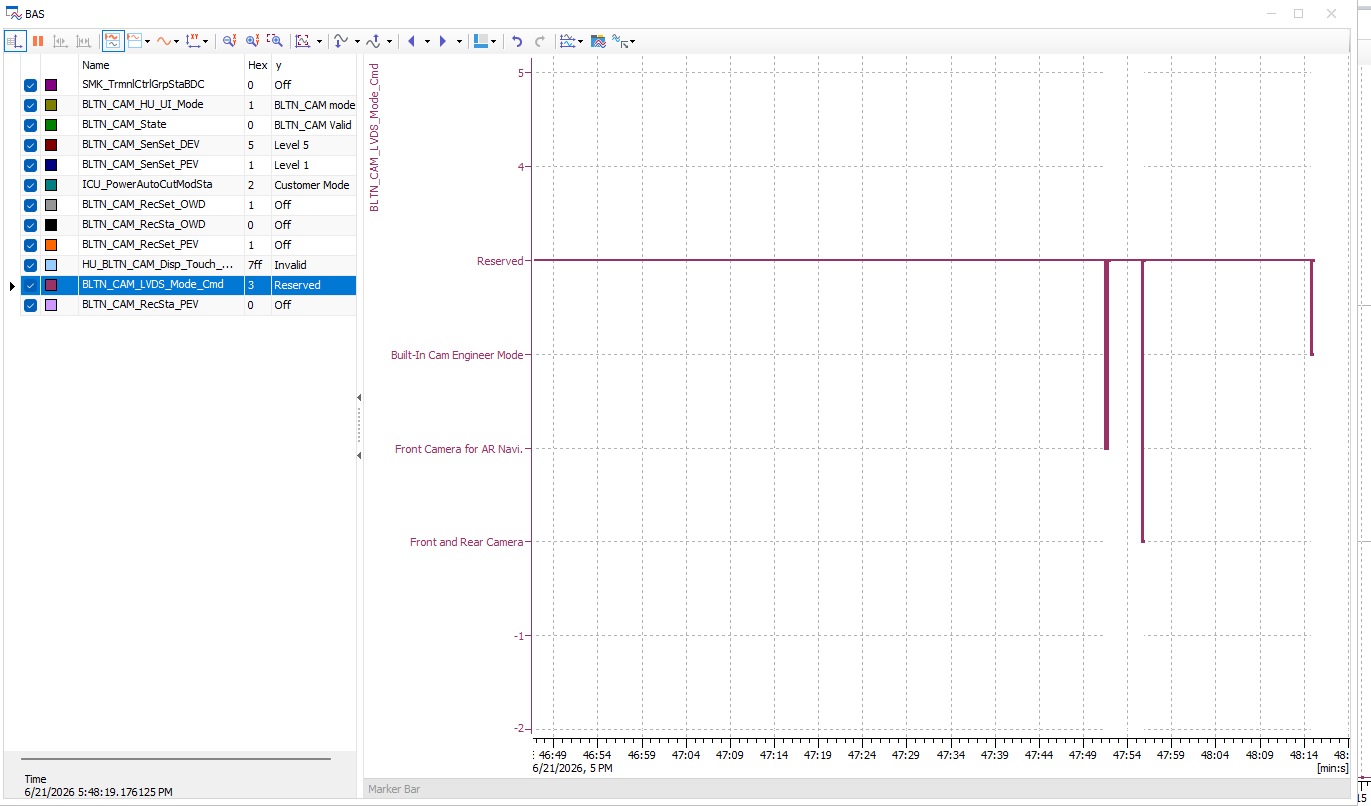 BAS
Name Hex y
SMK_TrmnlCtrlGrpStaBDC 0 Off
BLTN_CAM_HU_UI_Mode 1 BLTN_CAM mode
BLTN_CAM_State 0 BLTN_CAM Valid
BLTN_CAM_SenSet_DEV 5 Level 5
BLTN_CAM_SenSet_PEV 1 Level 1
ICU_PowerAutoCutModSta 2 Customer Mode
BLTN_CAM_RecSet_OWD 1 Off
BLTN_CAM_RecSta_OWD 0 Off
BLTN_CAM_RecSet_PEV 1 Off
HU_BLTN_CAM_Disp_Touch_... 7ff Invalid
BLTN_CAM_LVDS_Mode_Cmd 3 Reserved
BLTN_CAM_RecSta_PEV 0 Off
Time
6/21/2026 5:48:19.176125 PM
BLTN_CAM_LVDS_Mode_Cmd
5
4
Reserved
Built-In Cam Engineer Mode
Front Camera for AR Navi.
Front and Rear Camera
-1
-2
46:49 46:54 46:59 47:04 47:09 47:14 47:19 47:24 47:29 47:34 47:39 47:44 47:49 47:54 47:59 48:04 48:09 48:14 48:
6/21/2026, 5 PM
[min:s]
Marker Bar
15